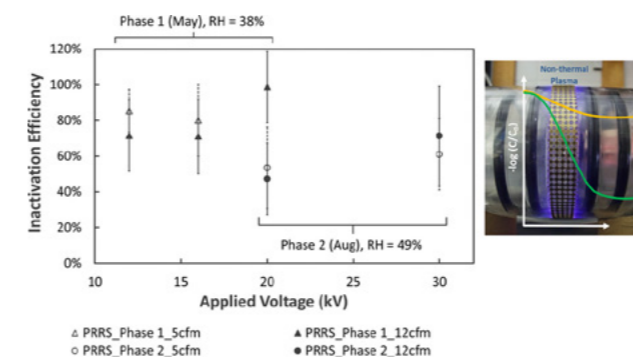 Phase 1 (May), RH = 38%
120%
100%
80%
60%
40%
20%
0%
Inactivation Efficiency
10
15
20
25
30
Applied Voltage (kV)
Phase 2 (Aug), RH = 49%
△ PRRS_Phase 1_5cfm
▲ PRRS_Phase 1_12cfm
○ PRRS_Phase 2_5cfm
● PRRS_Phase 2_12cfm
Non-thermal
Plasma
-log (C/C₀)